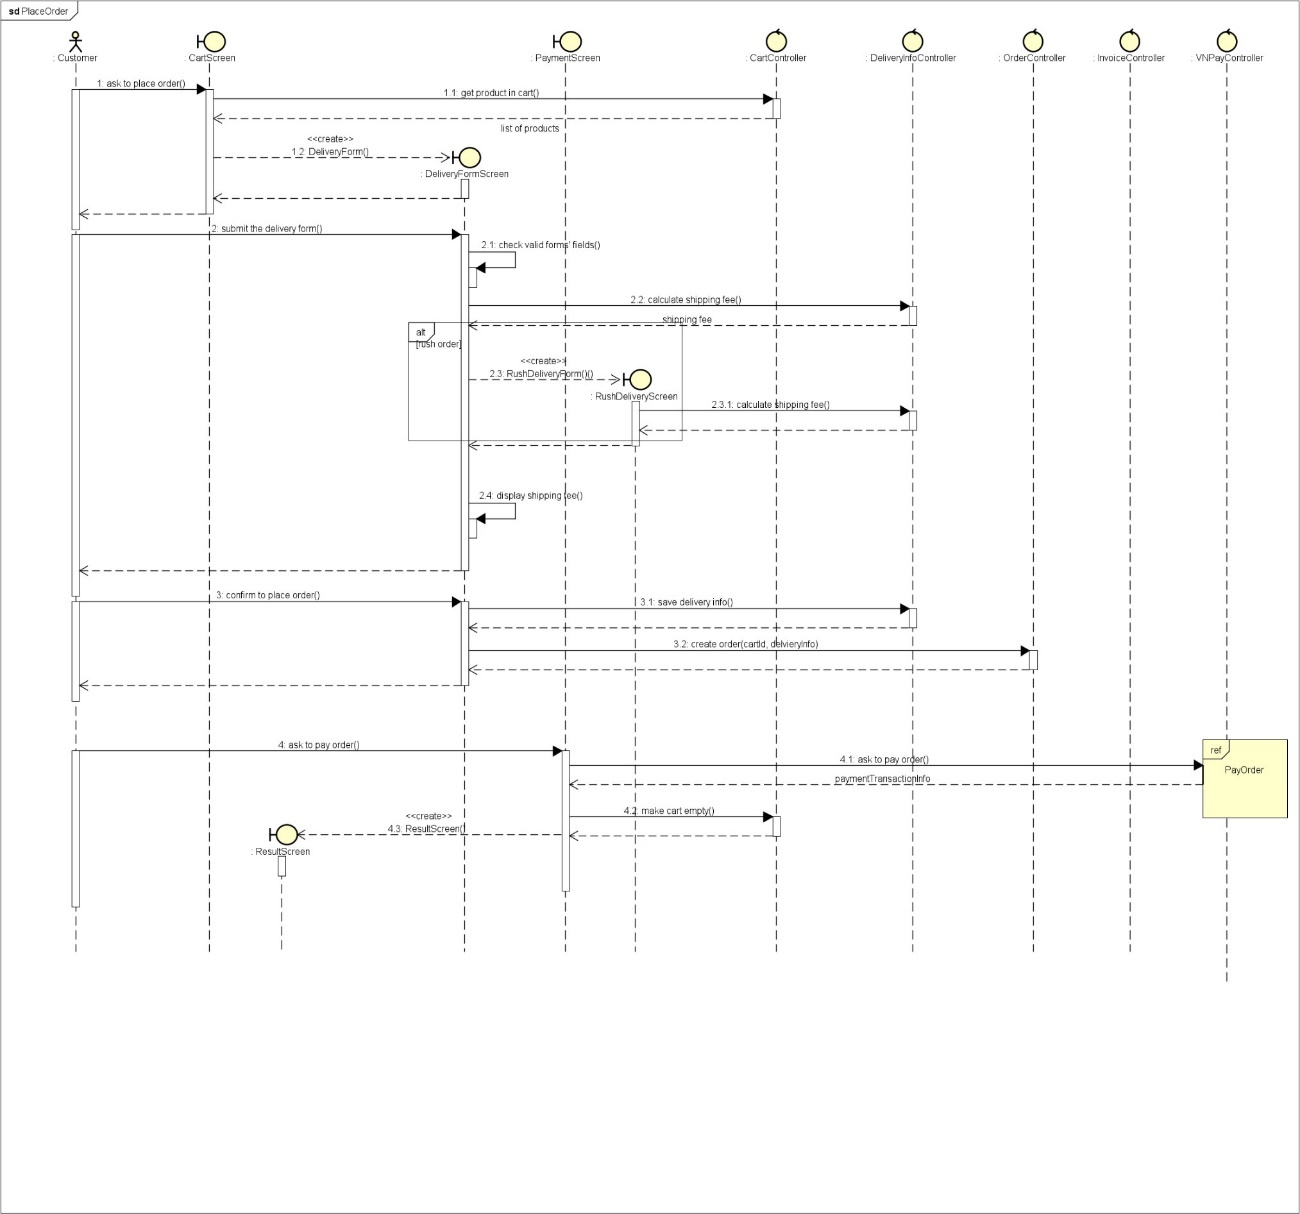 sd PlaceOrder
: Customer
: CartScreen
: PaymentScreen
: CartController
: DeliveryInfoController
: OrderController
: InvoiceController
: VNPayController
1: ask to place order()
1.1: get product in cart()
list of products
<<create>>
1.2: DeliveryForm()
: DeliveryFormScreen
2: submit the delivery form()
2.1: check valid forms' fields()
2.2: calculate shipping fee()
shipping fee
alt
[rush order]
<<create>>
2.3: RushDeliveryForm()()
: RushDeliveryScreen
2.3.1: calculate shipping fee()
2.4: display shipping fee()
3: confirm to place order()
3.1: save delivery info()
3.2: create order(cartId, delvieryInfo)
4: ask to pay order()
ref
4.1: ask to pay order()
PayOrder
paymentTransactionInfo
4.2: make cart empty()
<<create>>
4.3: ResultScreen()
: ResultScreen